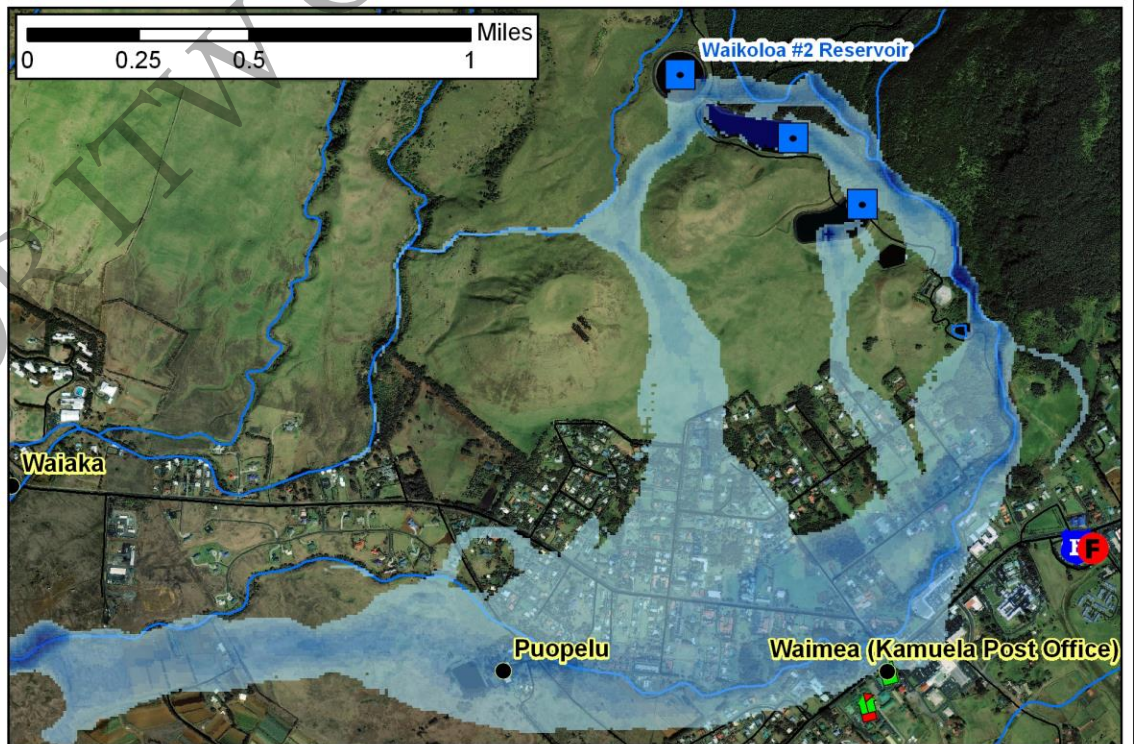 Miles
0 0.25 0.5 1
Waikoloa #2 Reservoir
Waiaka
Puopelu
Waimea (Kamuela Post Office)
F